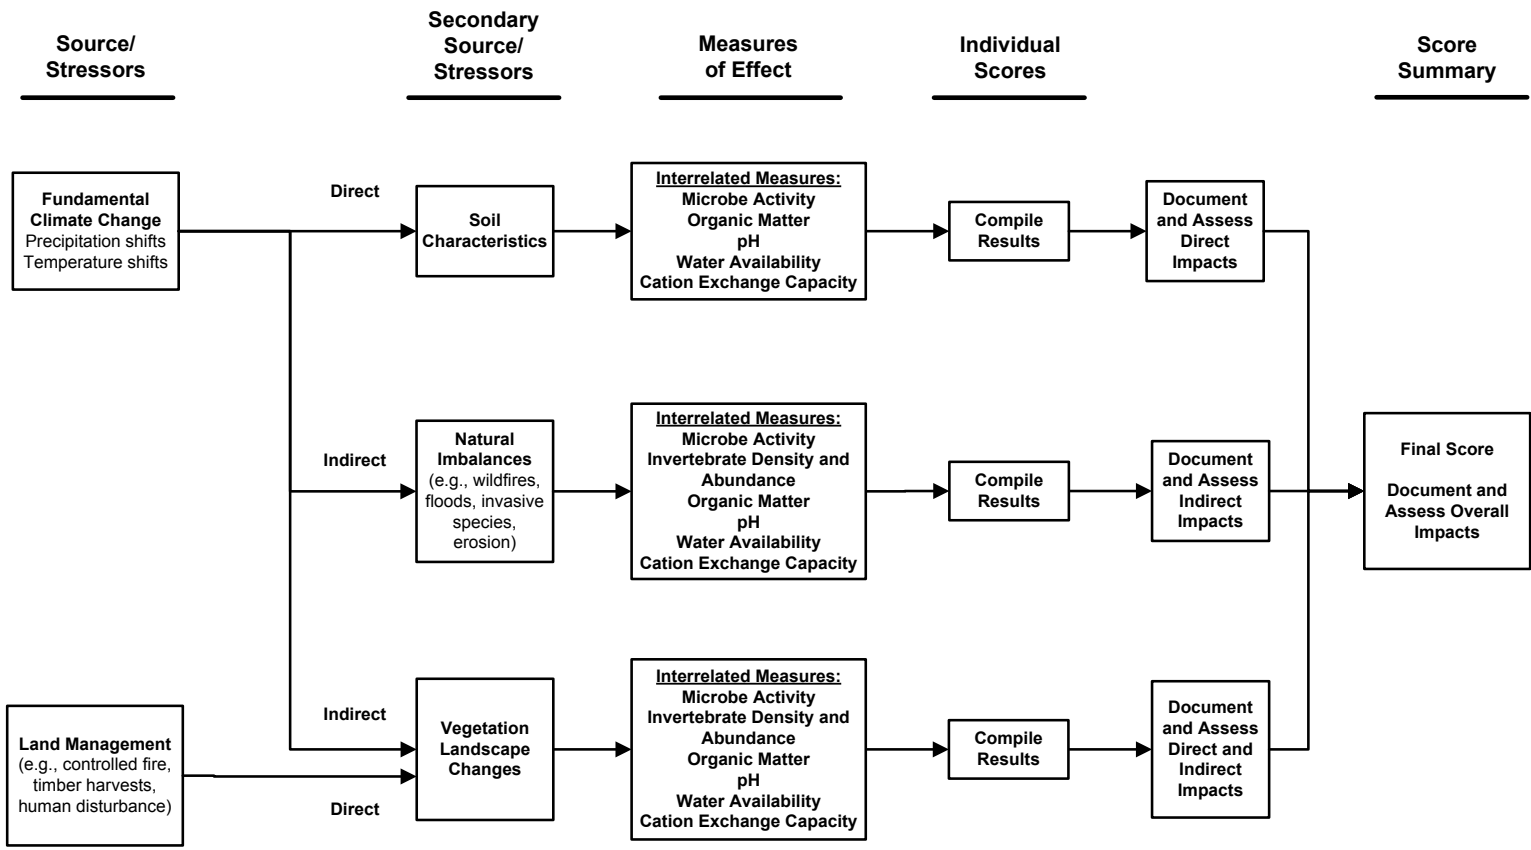 Source/
Stressors
Secondary
Source/
Stressors
Measures
of Effect
Individual
Scores
Score
Summary
Fundamental
Climate Change
Precipitation shifts
Temperature shifts
Direct
Soil
Characteristics
Interrelated Measures:
Microbe Activity
Organic Matter
pH
Water Availability
Cation Exchange Capacity
Compile
Results
Document
and Assess
Direct
Impacts
Indirect
Natural
Imbalances
(e.g., wildfires,
floods, invasive
species,
erosion)
Interrelated Measures:
Microbe Activity
Invertebrate Density and
Abundance
Organic Matter
pH
Water Availability
Cation Exchange Capacity
Compile
Results
Document
and Assess
Indirect
Impacts
Final Score
Document and
Assess Overall
Impacts
Land Management
(e.g., controlled fire,
timber harvests,
human disturbance)
Indirect
Direct
Vegetation
Landscape
Changes
Interrelated Measures:
Microbe Activity
Invertebrate Density and
Abundance
Organic Matter
pH
Water Availability
Cation Exchange Capacity
Compile
Results
Document
and Assess
Direct and
Indirect
Impacts